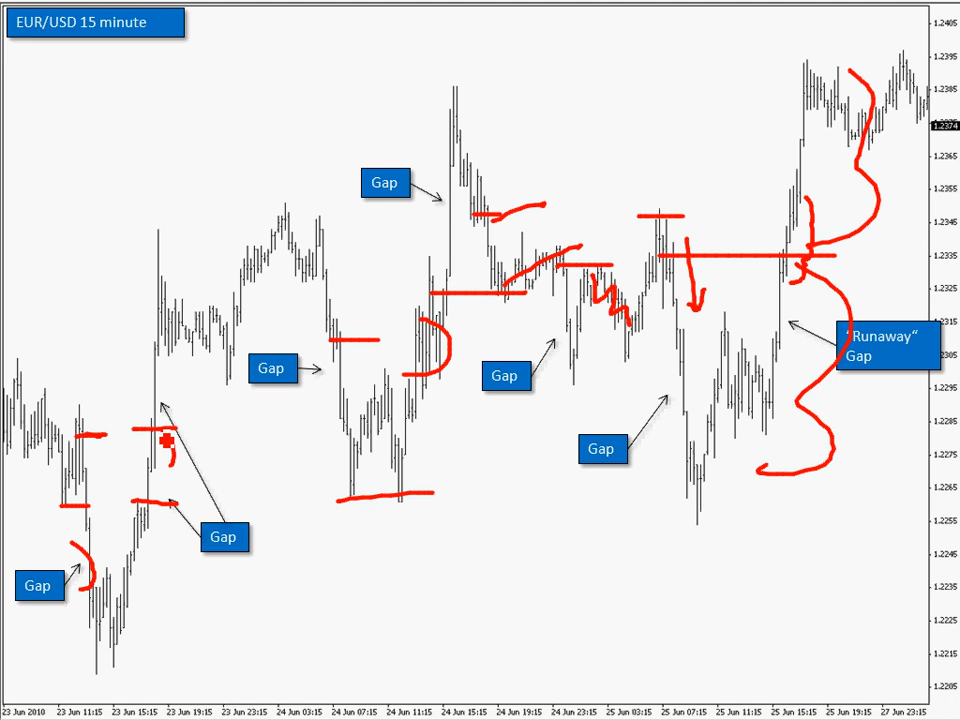 EUR/USD 15 minute
Gap
Gap
Gap
Gap
Gap
Gap
"Runaway“
Gap
1.2405
1.2395
1.2385
1.2374
1.2365
1.2355
1.2345
1.2335
1.2325
1.2315
2305
1.2295
1.2285
1.2275
1.2265
1.2255
1.2245
1.2235
1.2225
1.2215
1.2205
23 Jun 2010
23 Jun 11:15
23 Jun 15:15
23 Jun 19:15
23 Jun 23:15
24 Jun 03:15
24 Jun 07:15
24 Jun 11:15
24 Jun 15:15
24 Jun 19:15
24 Jun 23:15
25 Jun 03:15
25 Jun 07:15
25 Jun 11:15
25 Jun 15:15
25 Jun 19:15
27 Jun 23:15